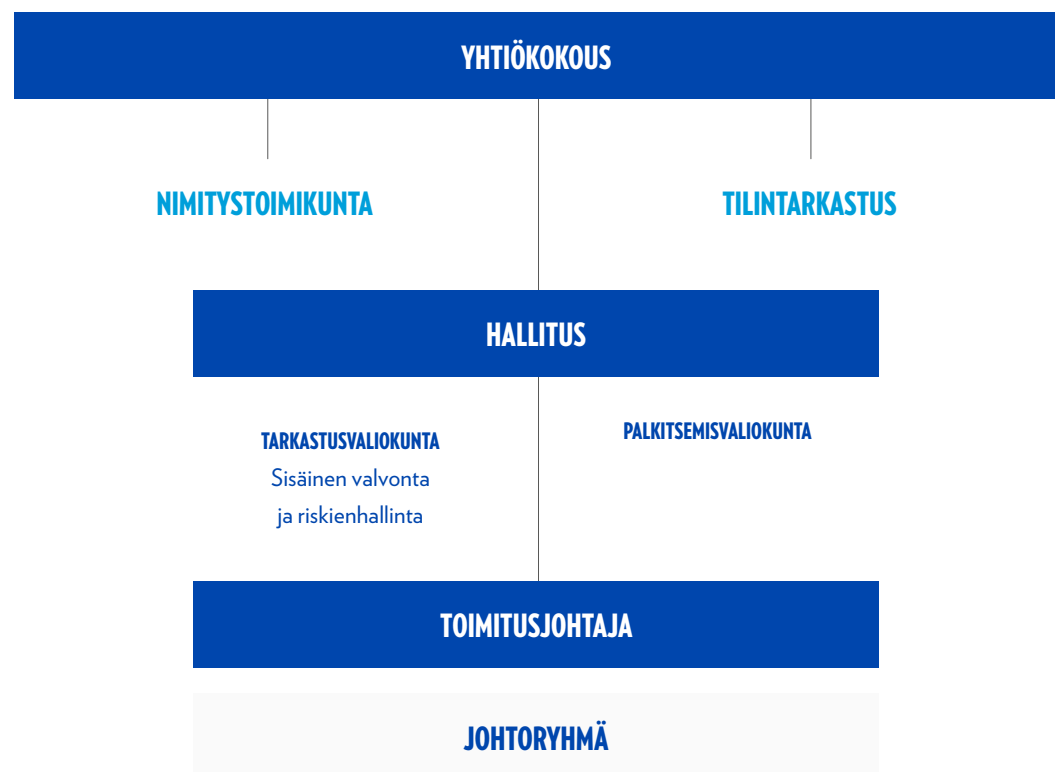 YHTIÖKOKOUS
NIMITYSTOIMIKUNTA
TILINTARKASTUS
HALLITUS
TARKASTUSVALIOKUNTA
Sisäinen valvonta
ja riskienhallinta
PALKITSEMISVALIOKUNTA
TOIMITUSJOHTAJA
JOHTORYHMÄ